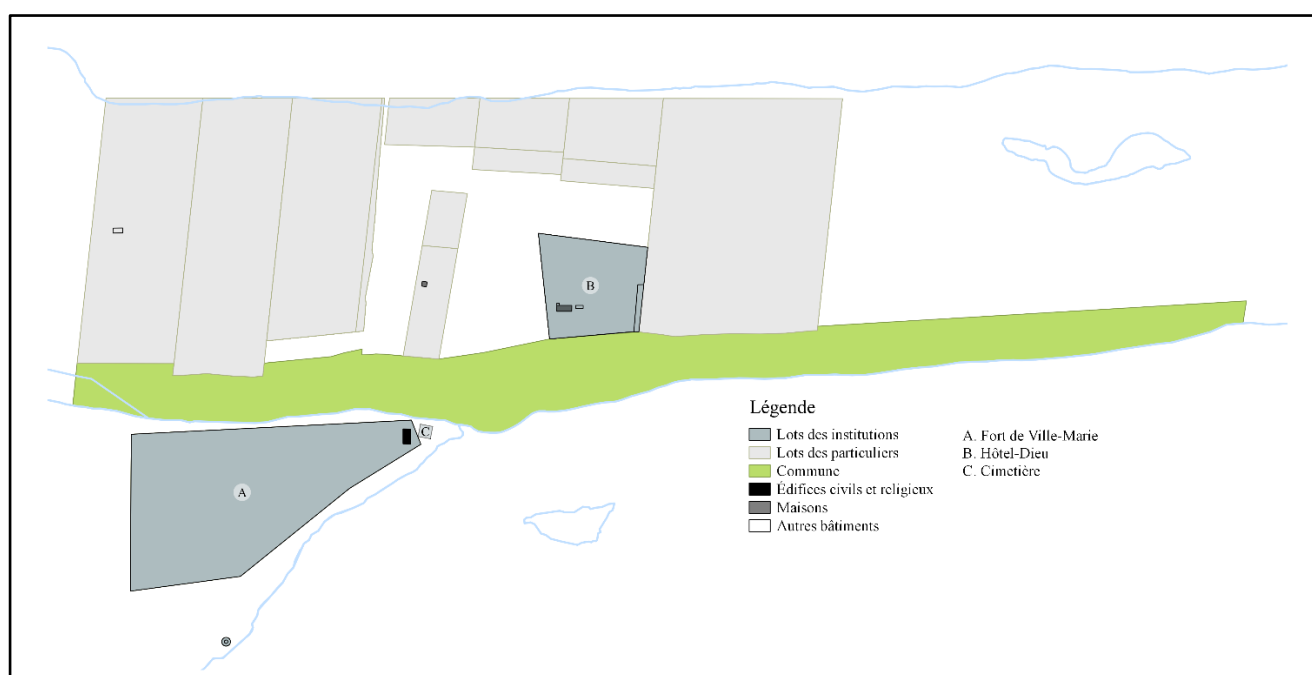 B
C
A
Légende
Lots des institutions
Lots des particuliers
Commune
Édifices civils et religieux
Maisons
Autres bâtiments
A. Fort de Ville-Marie
B. Hôtel-Dieu
C. Cimetière